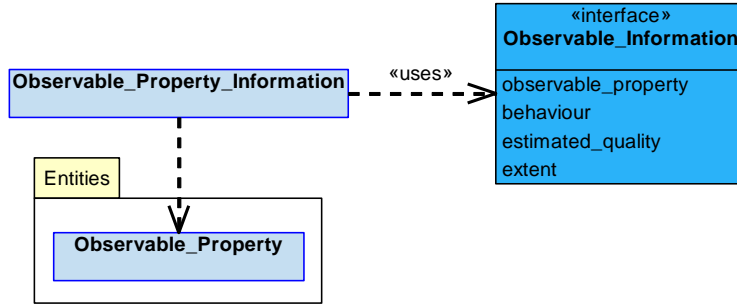 «interface»
Observable_Information
observable_property
behaviour
estimated_quality
extent
«uses»
Observable_Property_Information
Entities
Observable_Property